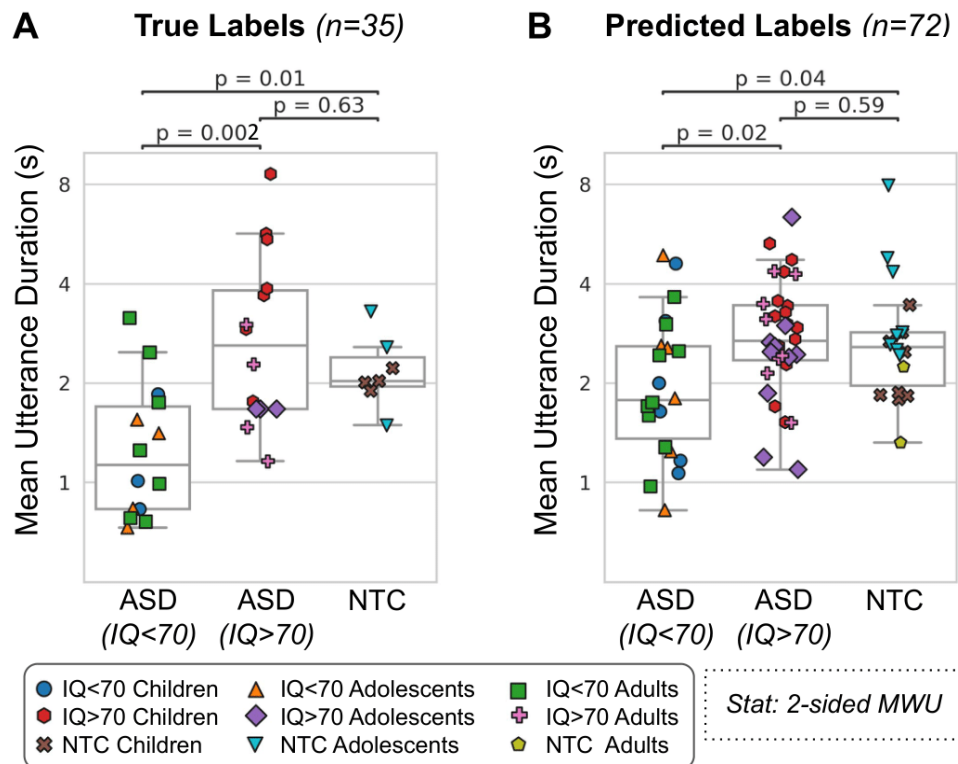 A True Labels (n=35)
B Predicted Labels (n=72)
p = 0.01
p = 0.63
p = 0.002
p = 0.04
p = 0.59
p = 0.02
Mean Utterance Duration (s)
8
4
2
1
ASD
(IQ<70)
ASD
(IQ>70)
NTC
Mean Utterance Duration (s)
8
4
2
1
ASD
(IQ<70)
ASD
(IQ>70)
NTC
IQ<70 Children IQ<70 Adolescents IQ<70 Adults
IQ>70 Children IQ>70 Adolescents IQ>70 Adults
NTC Children NTC Adolescents NTC Adults
Stat: 2-sided MWU